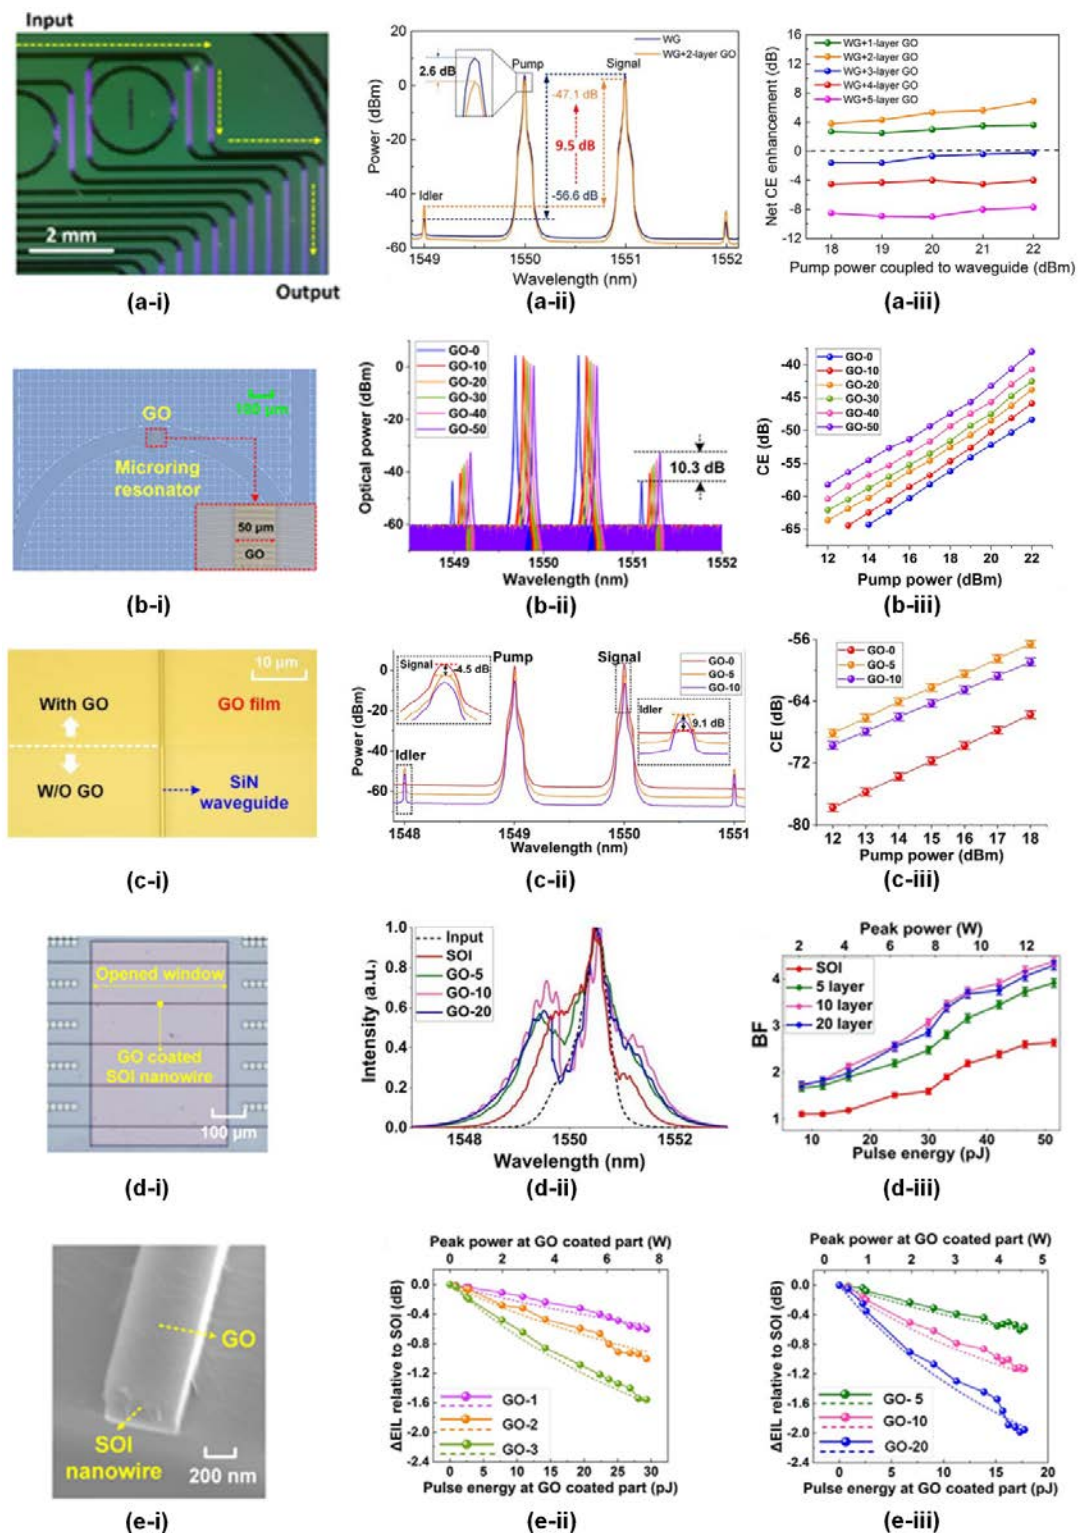 Input
2 mm
Output
(a-i)
20
0
-20
-40
-60
Power (dBm)
2.6 dB
Pump
Signal
WG
WG+2-layer GO
-47.1 dB
9.5 dB
-56.6 dB
Idler
1549
1550
1551
1552
Wavelength (nm)
(a-ii)
16
12
8
4
0
-4
-8
-12
Net CE enhancement (dB)
WG+1-layer GO
WG+2-layer GO
WG+3-layer GO
WG+4-layer GO
WG+5-layer GO
18
19
20
21
22
Pump power coupled to waveguide (dBm)
(a-iii)
100 µm
GO
Microring
resonator
50 µm
GO
(b-i)
0
-20
-40
-60
Optical power (dBm)
GO-0
GO-10
GO-20
GO-30
GO-40
GO-50
10.3 dB
1549
1550
1551
1552
Wavelength (nm)
(b-ii)
-40
-45
-50
-55
-60
-65
CE (dB)
GO-0
GO-10
GO-20
GO-30
GO-40
GO-50
12
14
16
18
20
22
Pump power (dBm)
(b-iii)
10 µm
With GO
GO film
W/O GO
SiN
waveguide
(c-i)
0
-20
-40
-60
Power (dBm)
Signal
-4.5 dB
Pump
Signal
GO-0
GO-5
GO-10
Idler
9.1 dB
Idler
1548
1549
1550
1551
Wavelength (nm)
(c-ii)
-56
-64
-72
-80
CE (dB)
GO-0
GO-5
GO-10
12
13
14
15
16
17
18
Pump power (dBm)
(c-iii)
Opened window
GO coated
SOI nanowire
100 µm
(d-i)
1.0
0.8
0.6
0.4
0.2
0.0
Intensity (a.u.)
Input
SOI
GO-5
GO-10
GO-20
1548
1550
1552
Wavelength (nm)
(d-ii)
Peak power (W)
2
4
6
8
10
12
4
3
2
1
BF
SOI
5 layer
10 layer
20 layer
10
20
30
40
50
Pulse energy (pJ)
(d-iii)
GO
SOI
nanowire
200 nm
(e-i)
Peak power at GO coated part (W)
0
2
4
6
8
0.0
-0.4
-0.8
-1.2
-1.6
-2.0
-2.4
ΔEIL relative to SOI (dB)
GO-1
GO-2
GO-3
0
5
10
15
20
25
30
Pulse energy at GO coated part (pJ)
(e-ii)
Peak power at GO coated part (W)
0
1
2
3
4
5
0.0
-0.4
-0.8
-1.2
-1.6
-2.0
-2.4
ΔEIL relative to SOI (dB)
GO- 5
GO-10
GO-20
0
5
10
15
20
Pulse energy at GO coated part (pJ)
(e-iii)